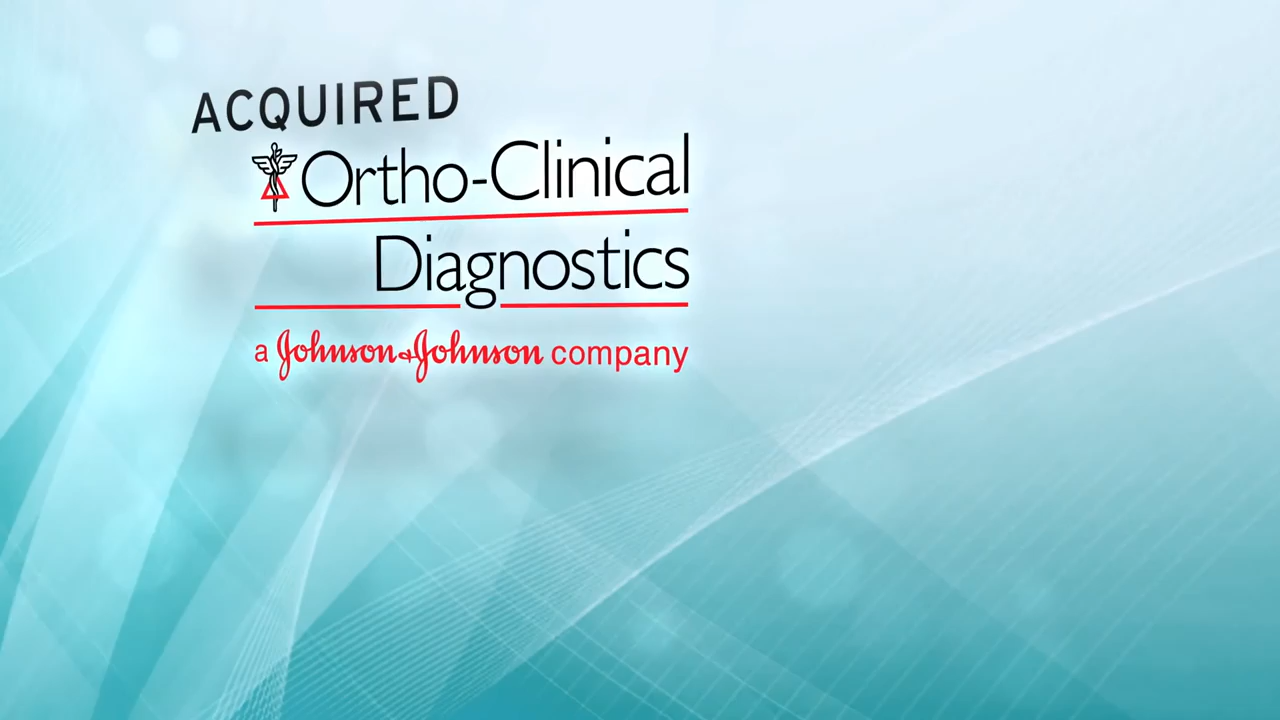 ACQUIRED
Ortho-Clinical
Diagnostics
a Johnson & Johnson company